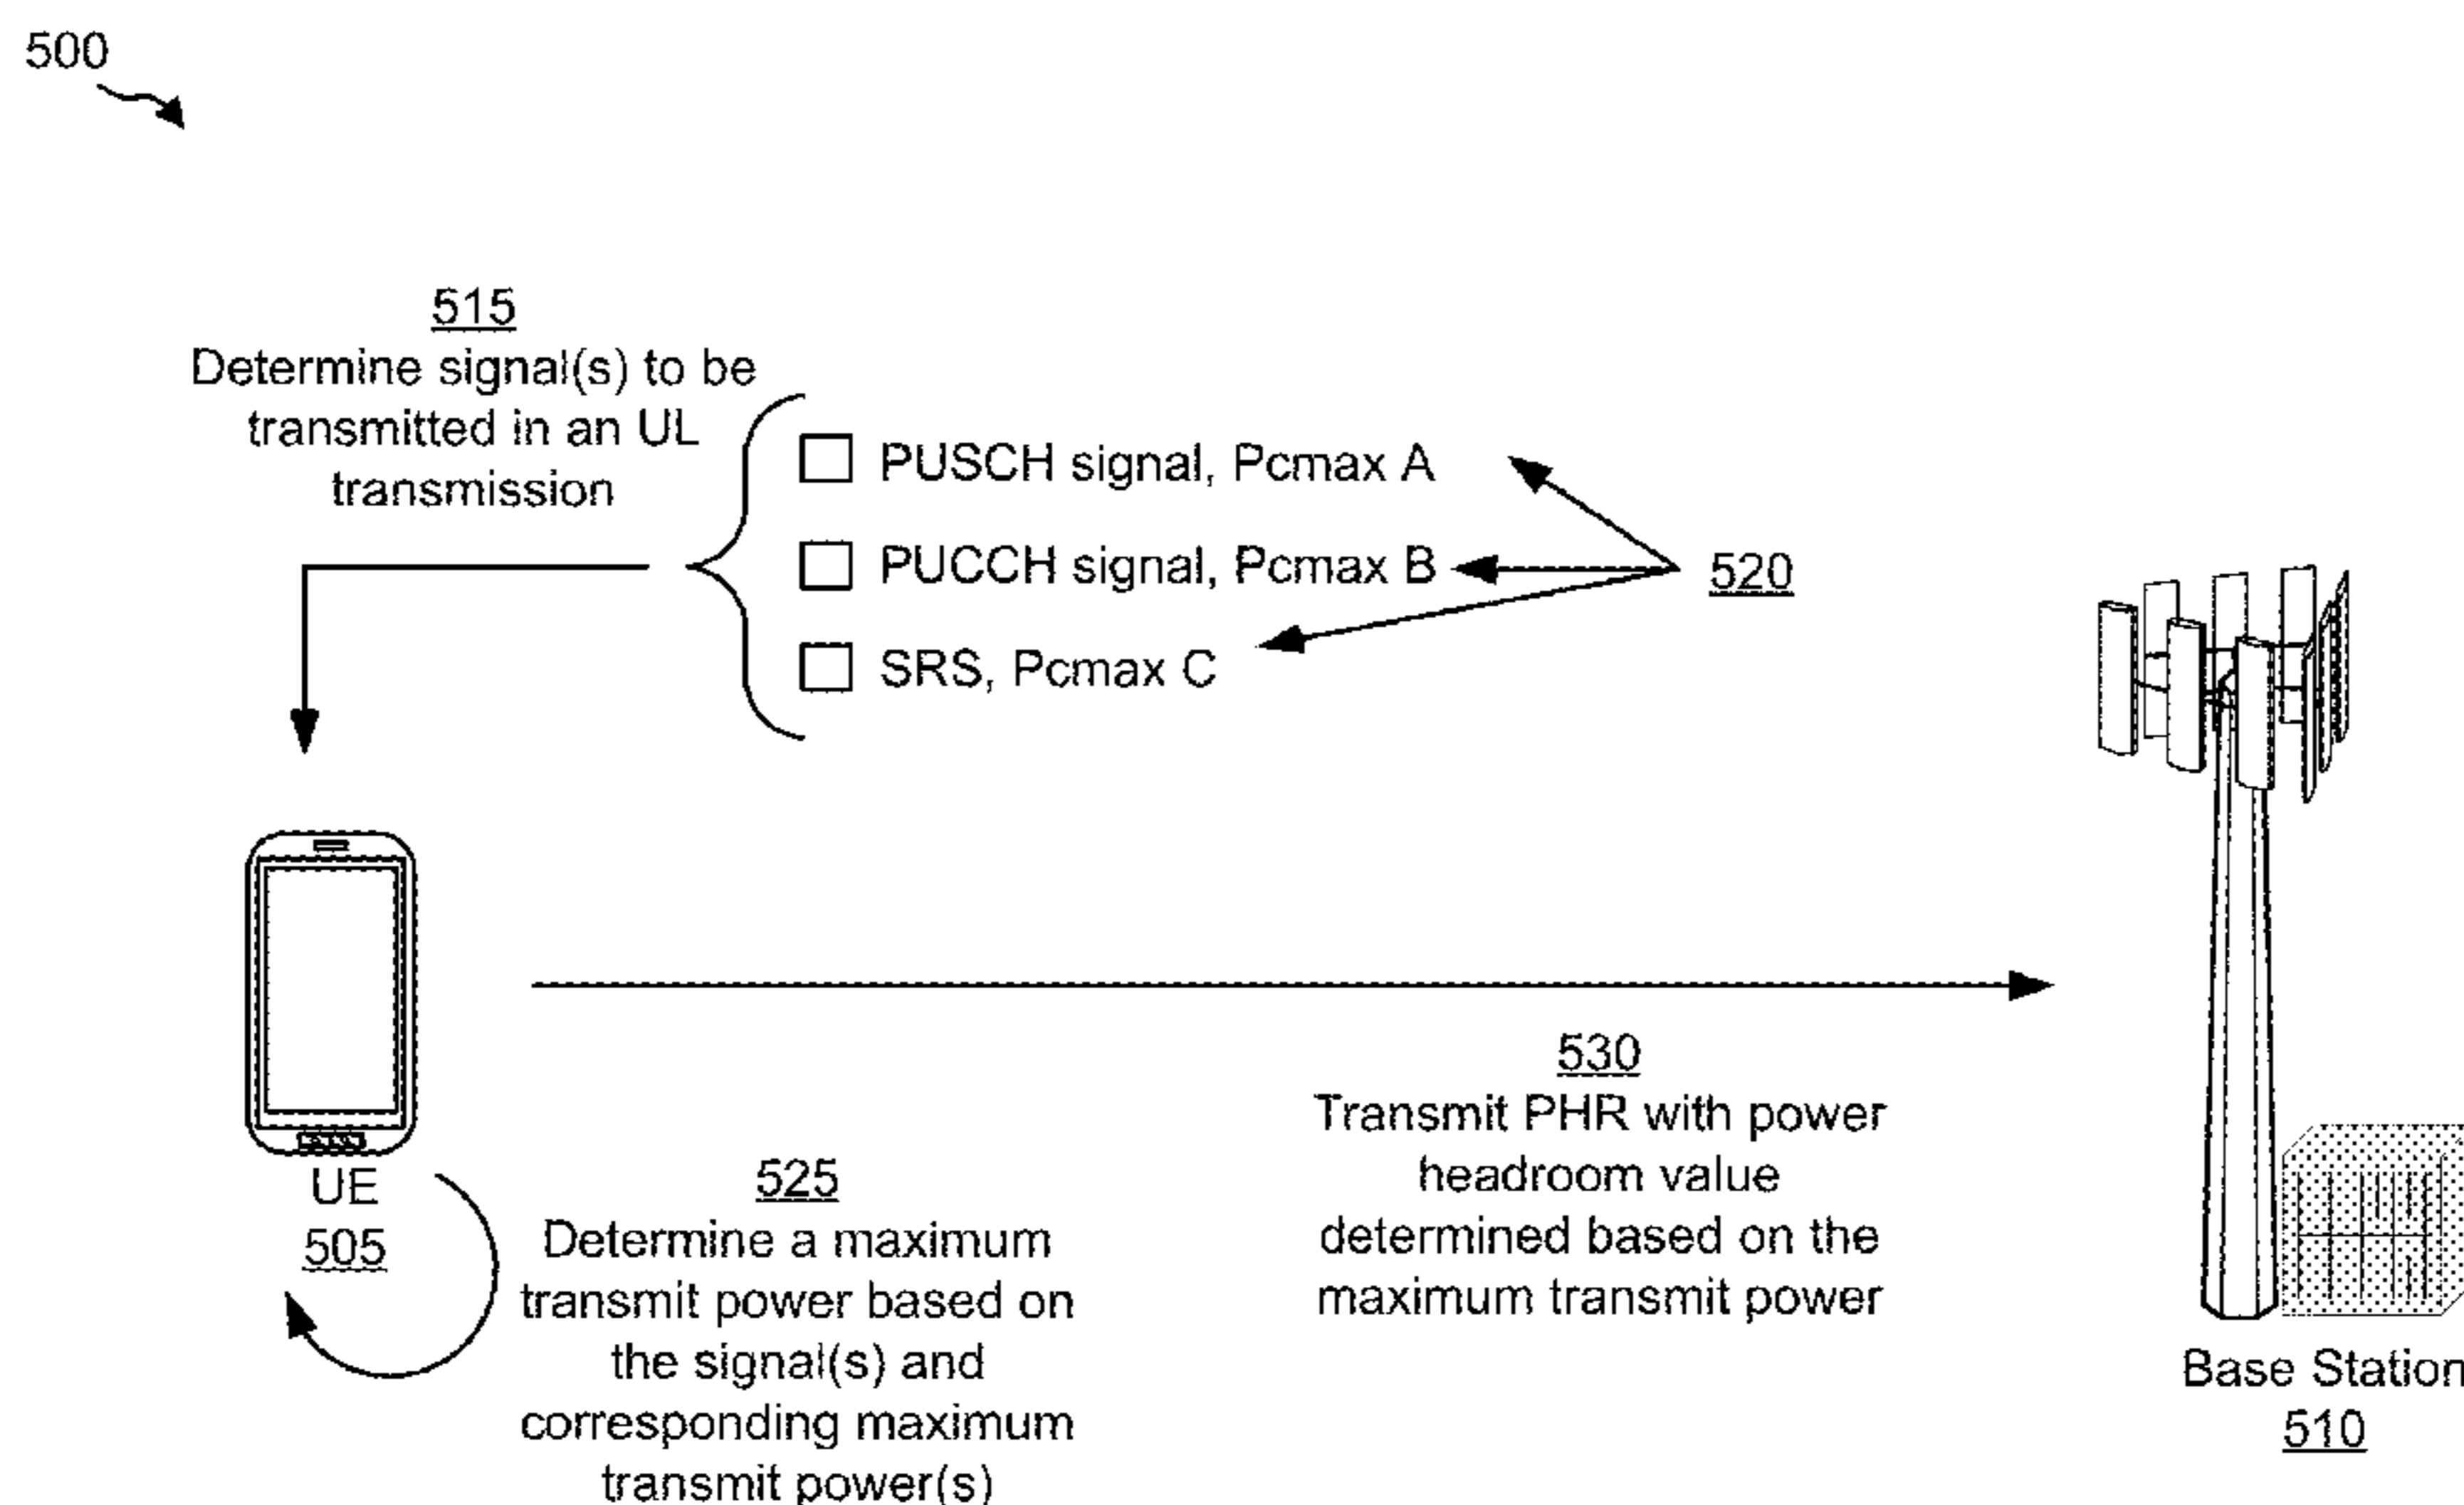 500
515
Determine signal(s) to be
transmitted in an UL
transmission
PUSCH signal, Pcmax A
PUCCH signal, Pcmax B
SRS, Pcmax C
520
UE
505
525
Determine a maximum
transmit power based on
the signal(s) and
corresponding maximum
transmit power(s)
530
Transmit PHR with power
headroom value
determined based on the
maximum transmit power
Base Station
510